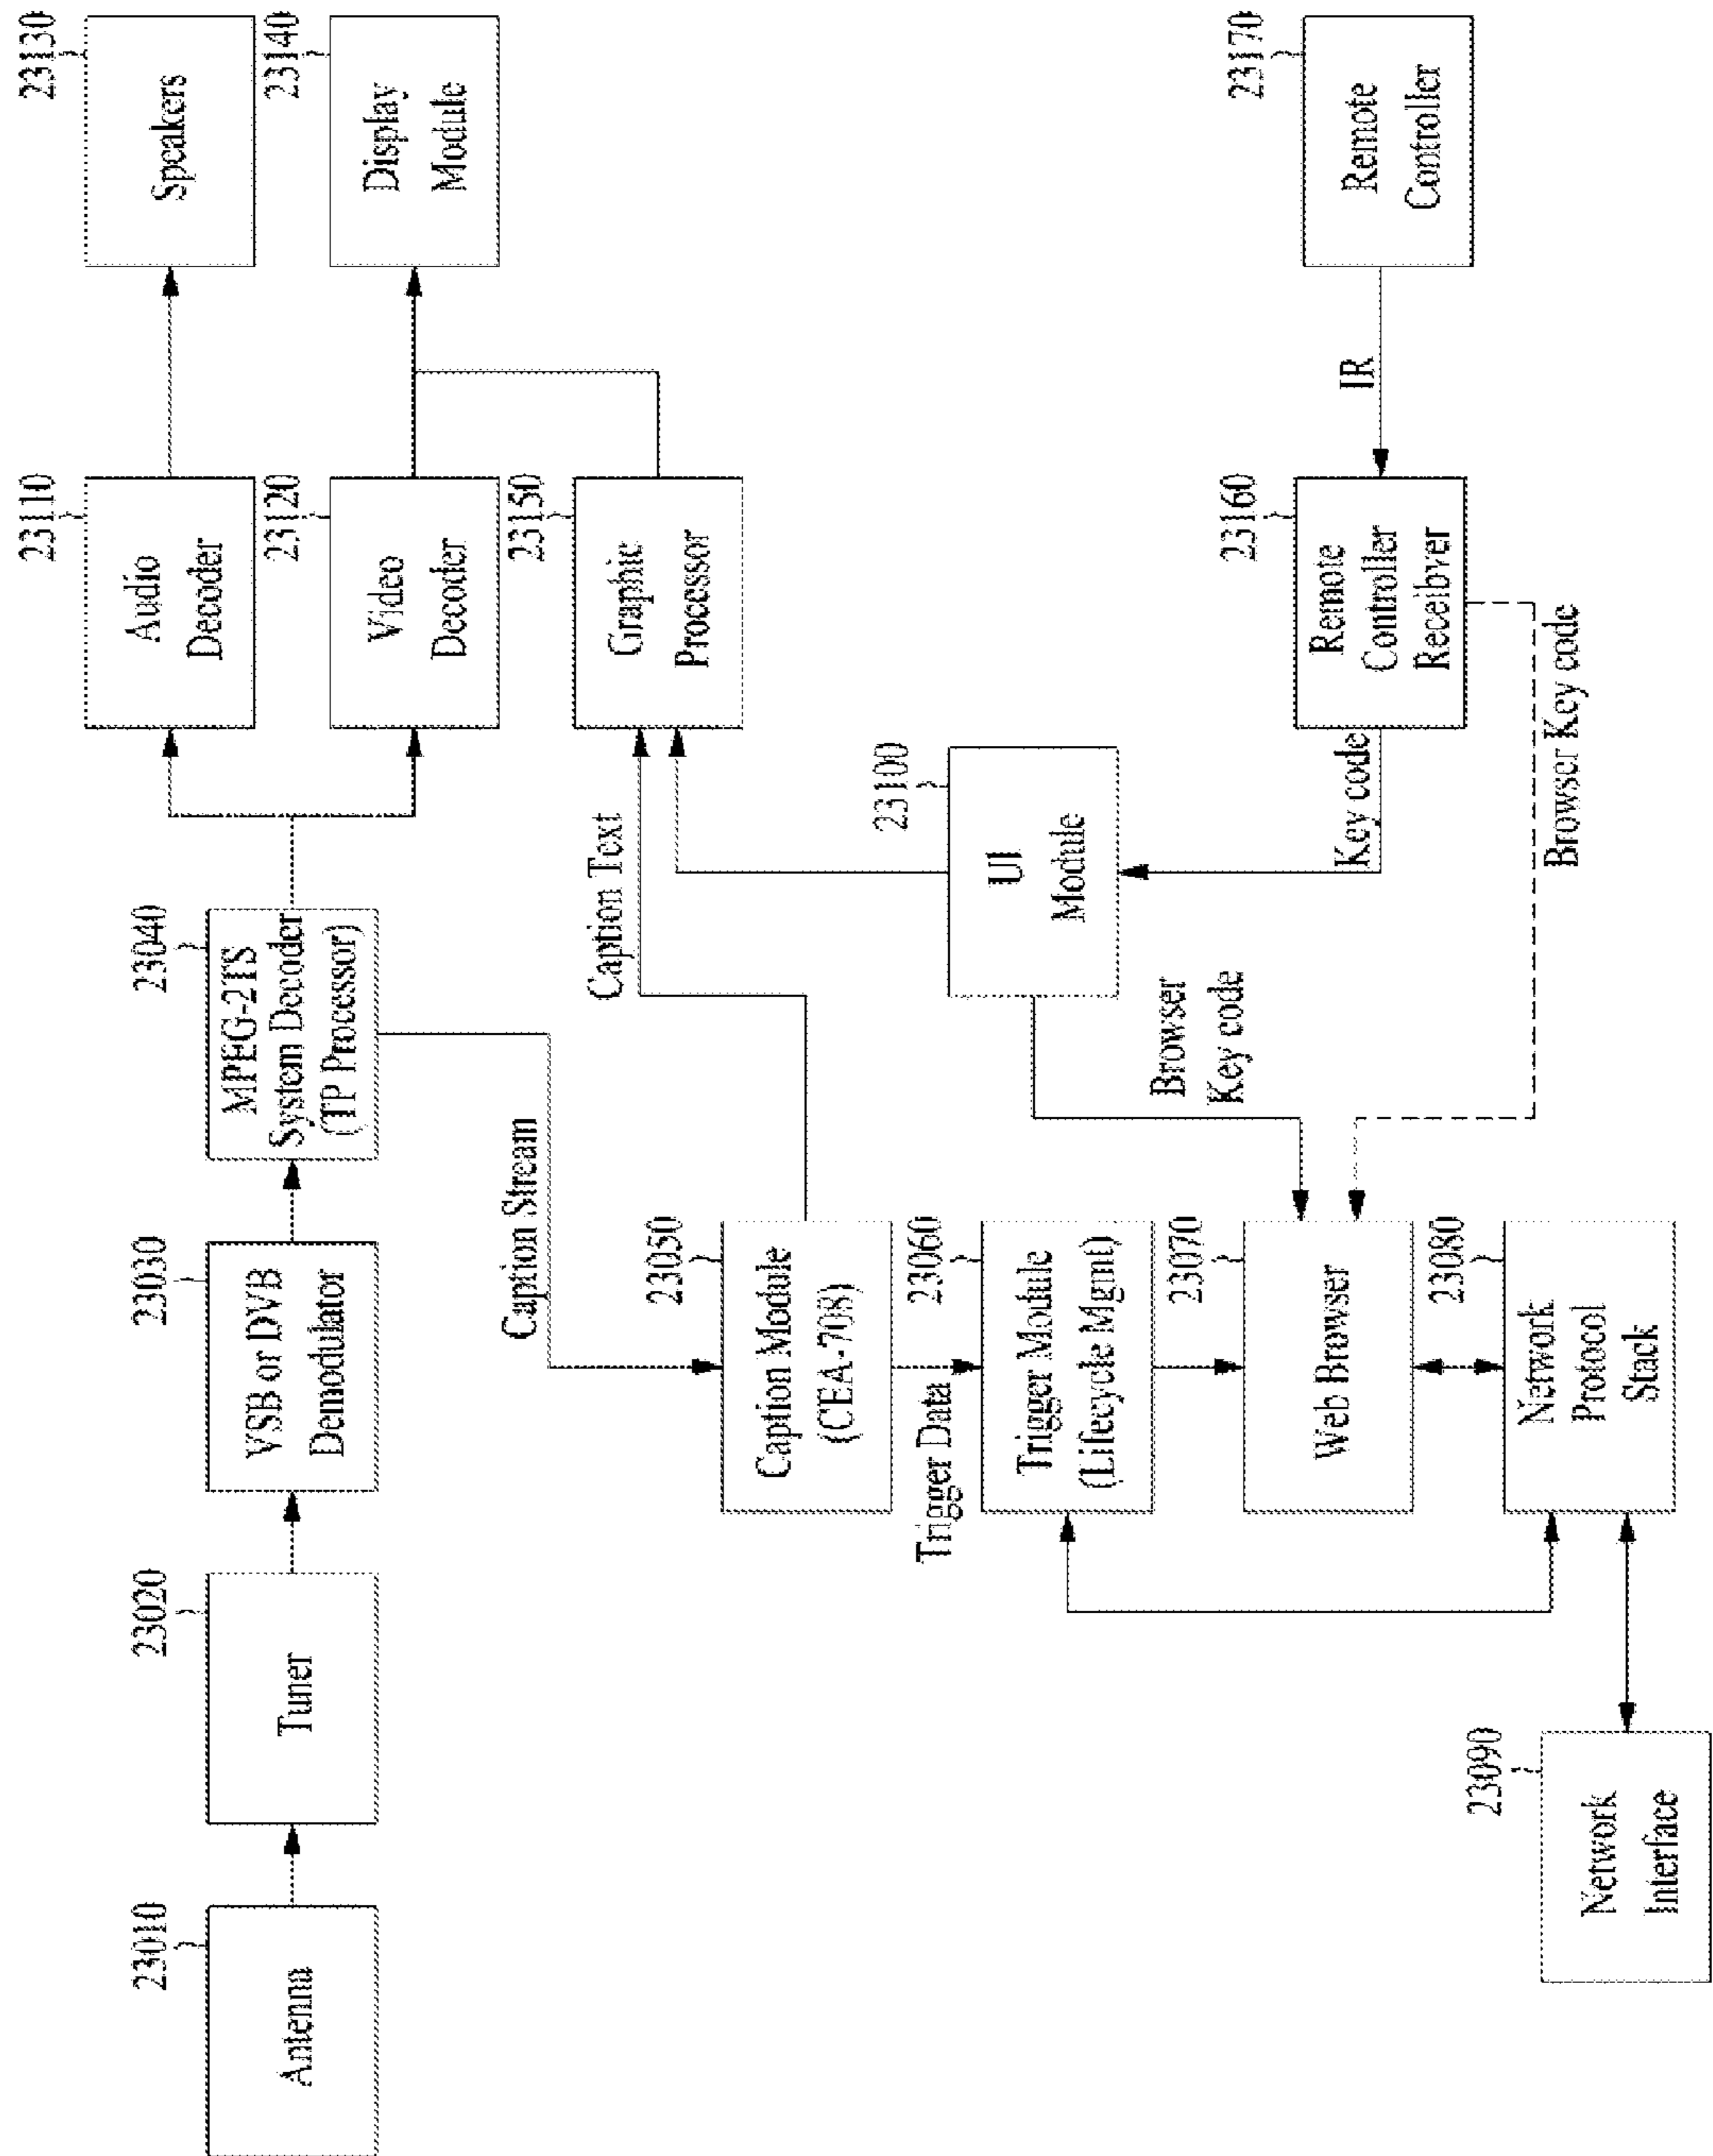 23010
Antenna
23020
Tuner
23030
VSB or DVB
Demodulator
23040
MPEG-2TS
System Decoder
(TP Processor)
23110
Audio
Decoder
23130
Speakers
23120
Video
Decoder
23140
Display
Module
23150
Graphic
Processor
Caption Stream
Caption Text
23050
Caption Module
(CEA-708)
Trigger Data
23060
Trigger Module
(Lifecycle Mgmt)
23070
Web Browser
23080
Network
Protocol
Stack
23090
Network
Interface
23100
UI
Module
Browser
Key code
Key code
23160
Remote
Controller
Receibver
IR
23170
Remote
Controller
Browser Key code